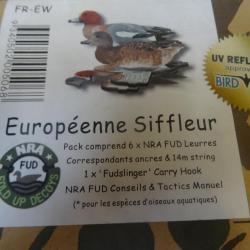 FR-EW
UV REFL
approv
BIRD
Européenne Siffleur
Pack comprend 6 x NRA FUD Leurres
Correspondants ancres & 14m string
1 x 'Fudslinger' Carry Hook
NRA FUD Conseils & Tactics Manuel
(* pour les espèces d'oiseaux aquatiques)
NRA
FUD
FOLD UP DECOYS